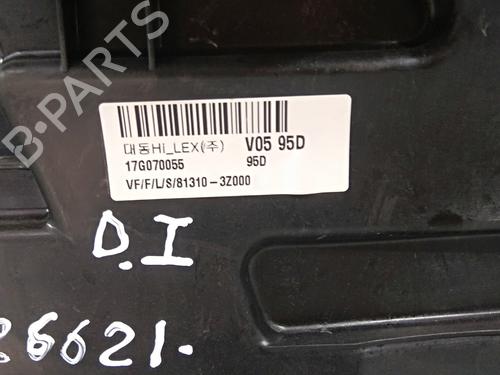 B-PARTS
대동Hi_LEX(주) V05 95D
17G070055 95D
VF/F/L/S/81310-3Z000
D.I
26621.